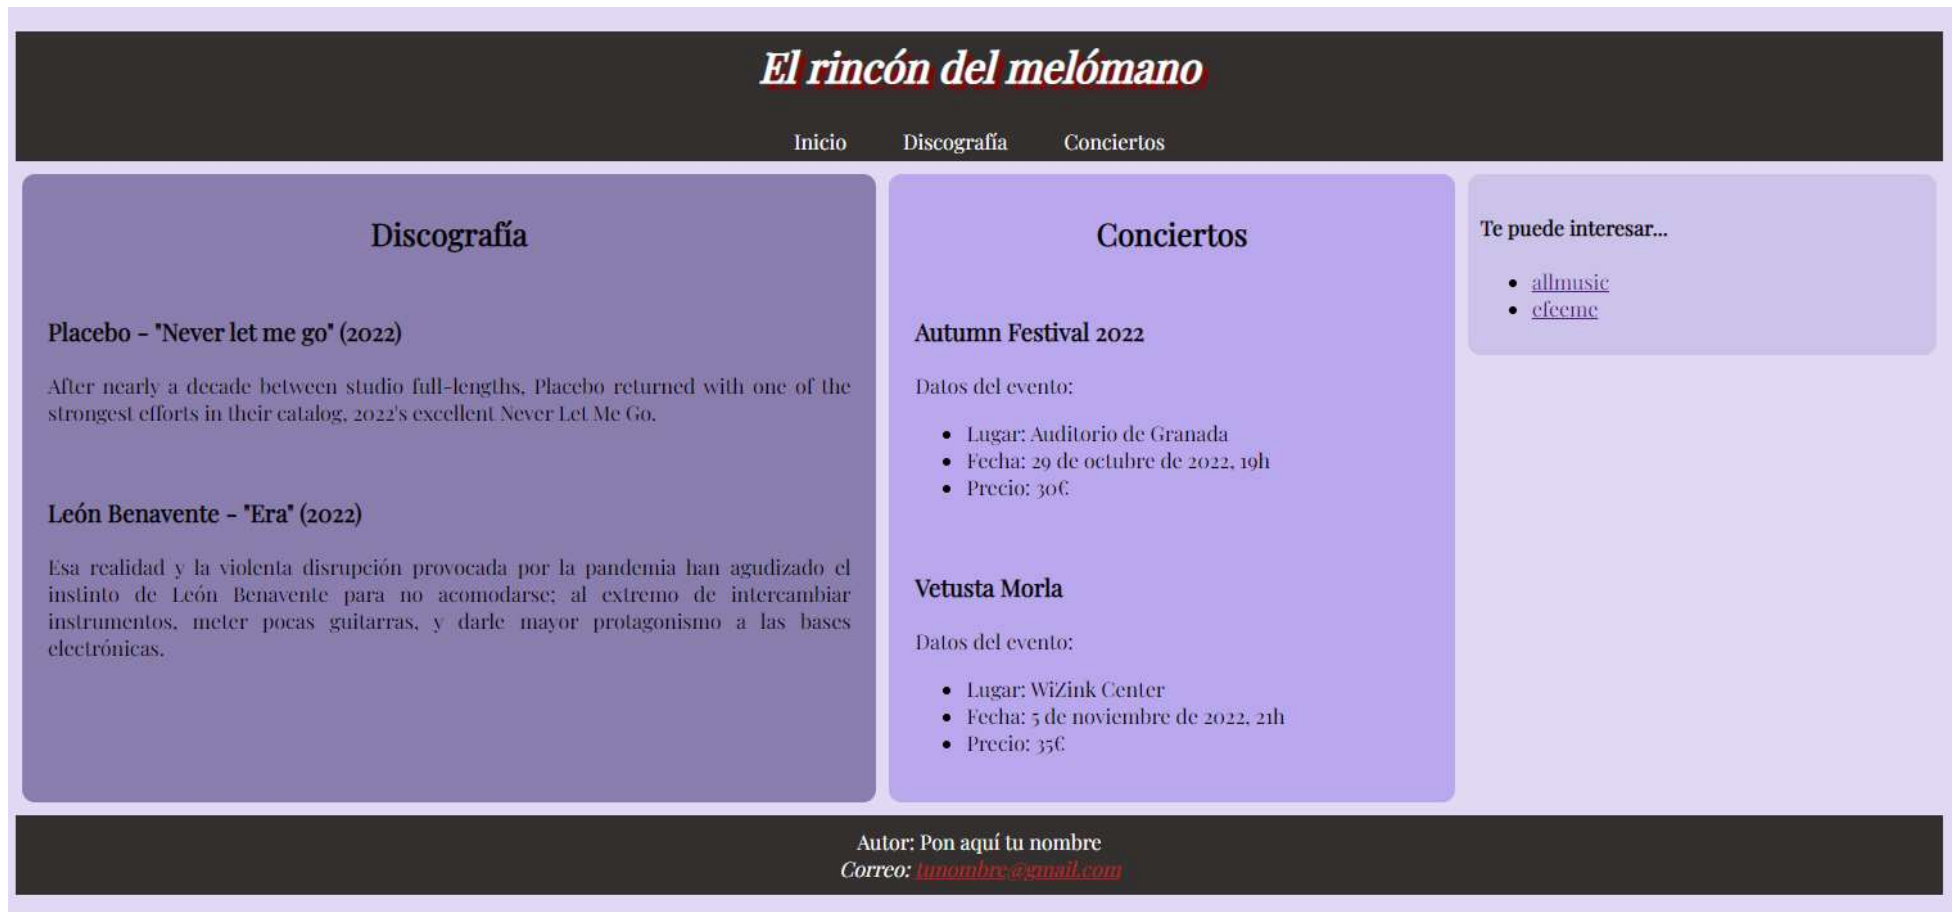 El rincón del melómano
Inicio Discografía Conciertos
Discografía
Placebo - "Never let me go" (2022)
After nearly a decade between studio full-lengths, Placebo returned with one of the
strongest efforts in their catalog, 2022's excellent Never Let Me Go.
León Benavente - "Era" (2022)
Esa realidad y la violenta disrupción provocada por la pandemia han agudizado el
instinto de León Benavente para no acomodarse; al extremo de intercambiar
instrumentos, meter pocas guitarras, y darle mayor protagonismo a las bases
electrónicas.
Conciertos
Autumn Festival 2022
Datos del evento:
• Lugar: Auditorio de Granada
• Fecha: 29 de octubre de 2022, 19h
• Precio: 30€
Vetusta Morla
Datos del evento:
• Lugar: WiZink Center
• Fecha: 5 de noviembre de 2022, 21h
• Precio: 35€
Te puede interesar...
• allmusic
• efeeme
Autor: Pon aquí tu nombre
Correo: tunombre@gmail.com